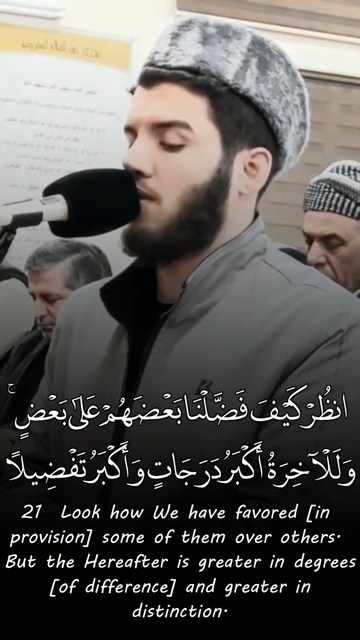 انظُرْ كَيْفَ فَضَّلْنَا بَعْضَهُمْ عَلَىٰ بَعْضٍ ۚ
وَلَلْآخِرَةُ أَكْبَرُ دَرَجَاتٍ وَأَكْبَرُ تَفْضِيلًا
21 Look how We have favored [in
provision] some of them over others.
But the Hereafter is greater in degrees
[of difference] and greater in
distinction.